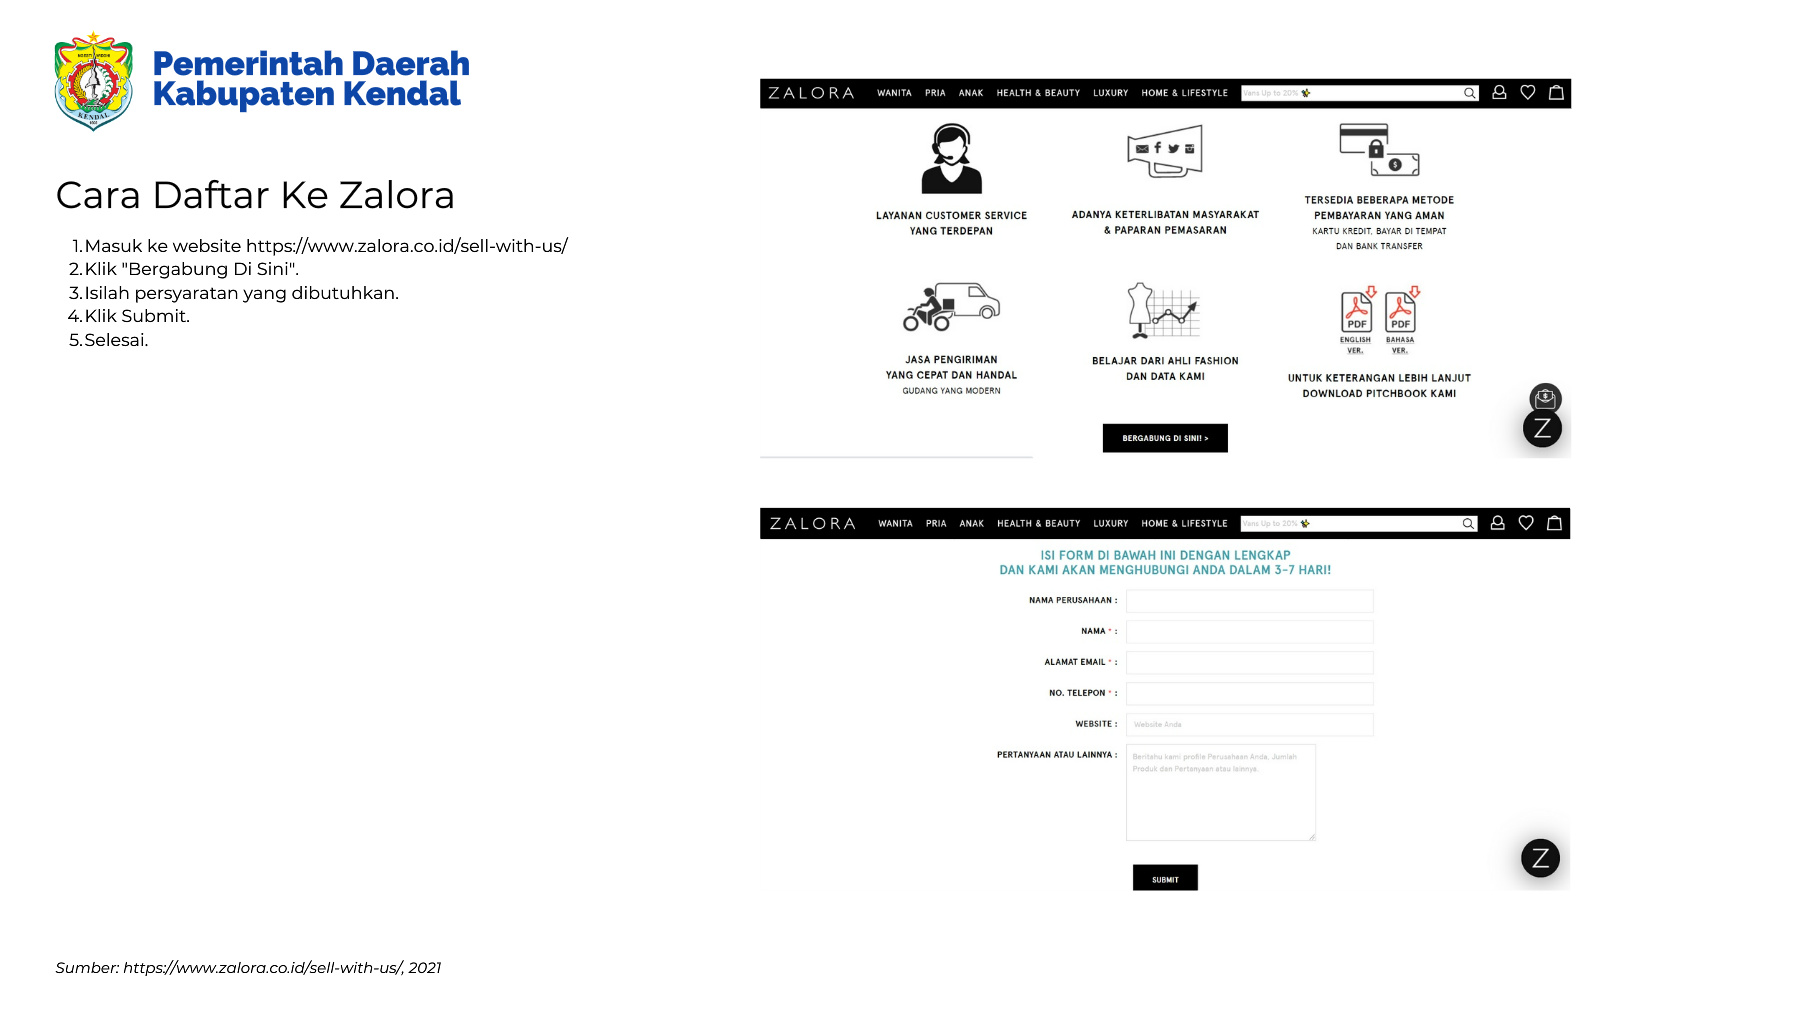 Pemerintah Daerah
Kabupaten Kendal
KENDAL
Cara Daftar Ke Zalora
1. Masuk ke website https://www.zalora.co.id/sell-with-us/
2. Klik "Bergabung Di Sini".
3. Isilah persyaratan yang dibutuhkan.
4. Klik Submit.
5. Selesai.
ZALORA WANITA PRIA ANAK HEALTH & BEAUTY LUXURY HOME & LIFESTYLE Vans Up to 20%
LAYANAN CUSTOMER SERVICE
YANG TERDEPAN
ADANYA KETERLIBATAN MASYARAKAT
& PAPARAN PEMASARAN
TERSEDIA BEBERAPA METODE
PEMBAYARAN YANG AMAN
KARTU KREDIT, BAYAR DI TEMPAT
DAN BANK TRANSFER
JASA PENGIRIMAN
YANG CEPAT DAN HANDAL
GUDANG YANG MODERN
BELAJAR DARI AHLI FASHION
DAN DATA KAMI
PDF PDF
ENGLISH VER.
BAHASA VER.
UNTUK KETERANGAN LEBIH LANJUT
DOWNLOAD PITCHBOOK KAMI
Z
BERGABUNG DI SINI! >
ZALORA WANITA PRIA ANAK HEALTH & BEAUTY LUXURY HOME & LIFESTYLE Vans Up to 20%
ISI FORM DI BAWAH INI DENGAN LENGKAP
DAN KAMI AKAN MENGHUBUNGI ANDA DALAM 3-7 HARI!
NAMA PERUSAHAAN :
NAMA * :
ALAMAT EMAIL * :
NO. TELEPON * :
WEBSITE : Website Anda
PERTANYAAN ATAU LAINNYA : Beritahu kami profile Perusahaan Anda, Jumlah
Produk dan Pertanyaan atau lainnya.
Z
SUBMIT
Sumber: https://www.zalora.co.id/sell-with-us/, 2021